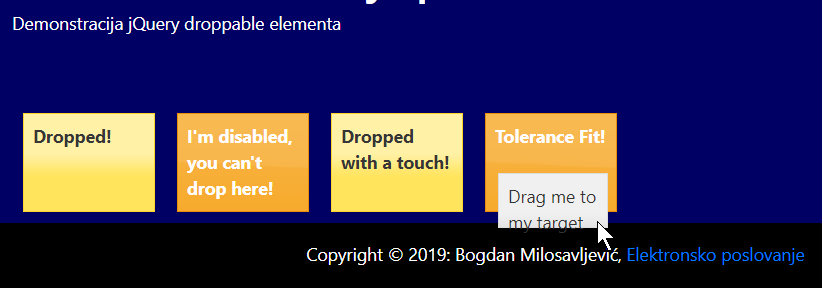 Demonstracija jQuery droppable elementa
Dropped!
I'm disabled,
you can't
drop here!
Dropped
with a touch!
Tolerance Fit!
Drag me to
my target
Copyright © 2019: Bogdan Milosavljević, Elektronsko poslovanje